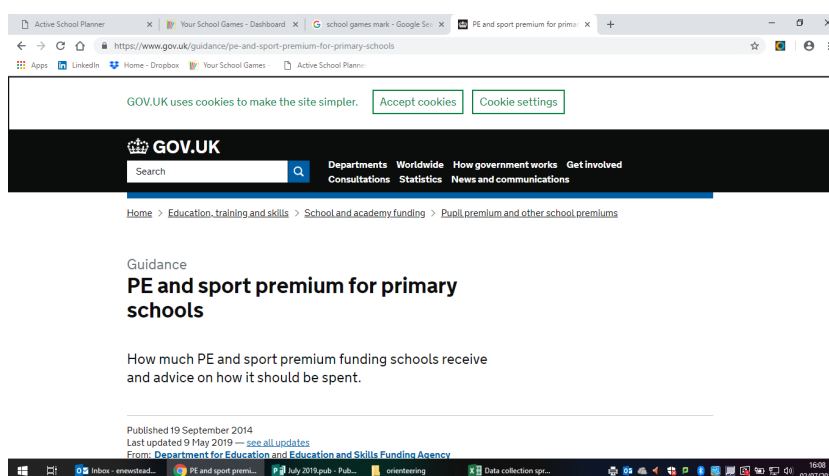 Active School Planner
Your School Games - Dashboard
school games mark - Google Sea
PE and sport premium for primar
https://www.gov.uk/guidance/pe-and-sport-premium-for-primary-schools
Apps LinkedIn Home - Dropbox Your School Games - Active School Planner
GOV.UK uses cookies to make the site simpler. Accept cookies Cookie settings
GOV.UK
Search
Departments Worldwide How government works Get involved
Consultations Statistics News and communications
Home > Education, training and skills > School and academy funding > Pupil premium and other school premiums
Guidance
PE and sport premium for primary
schools
How much PE and sport premium funding schools receive
and advice on how it should be spent.
Published 19 September 2014
Last updated 9 May 2019 — see all updates
From: Department for Education and Education and Skills Funding Agency
Inbox - enewstead... PE and sport premi... July 2019.pub - Pub... orienteering Data collection spr... 16:08